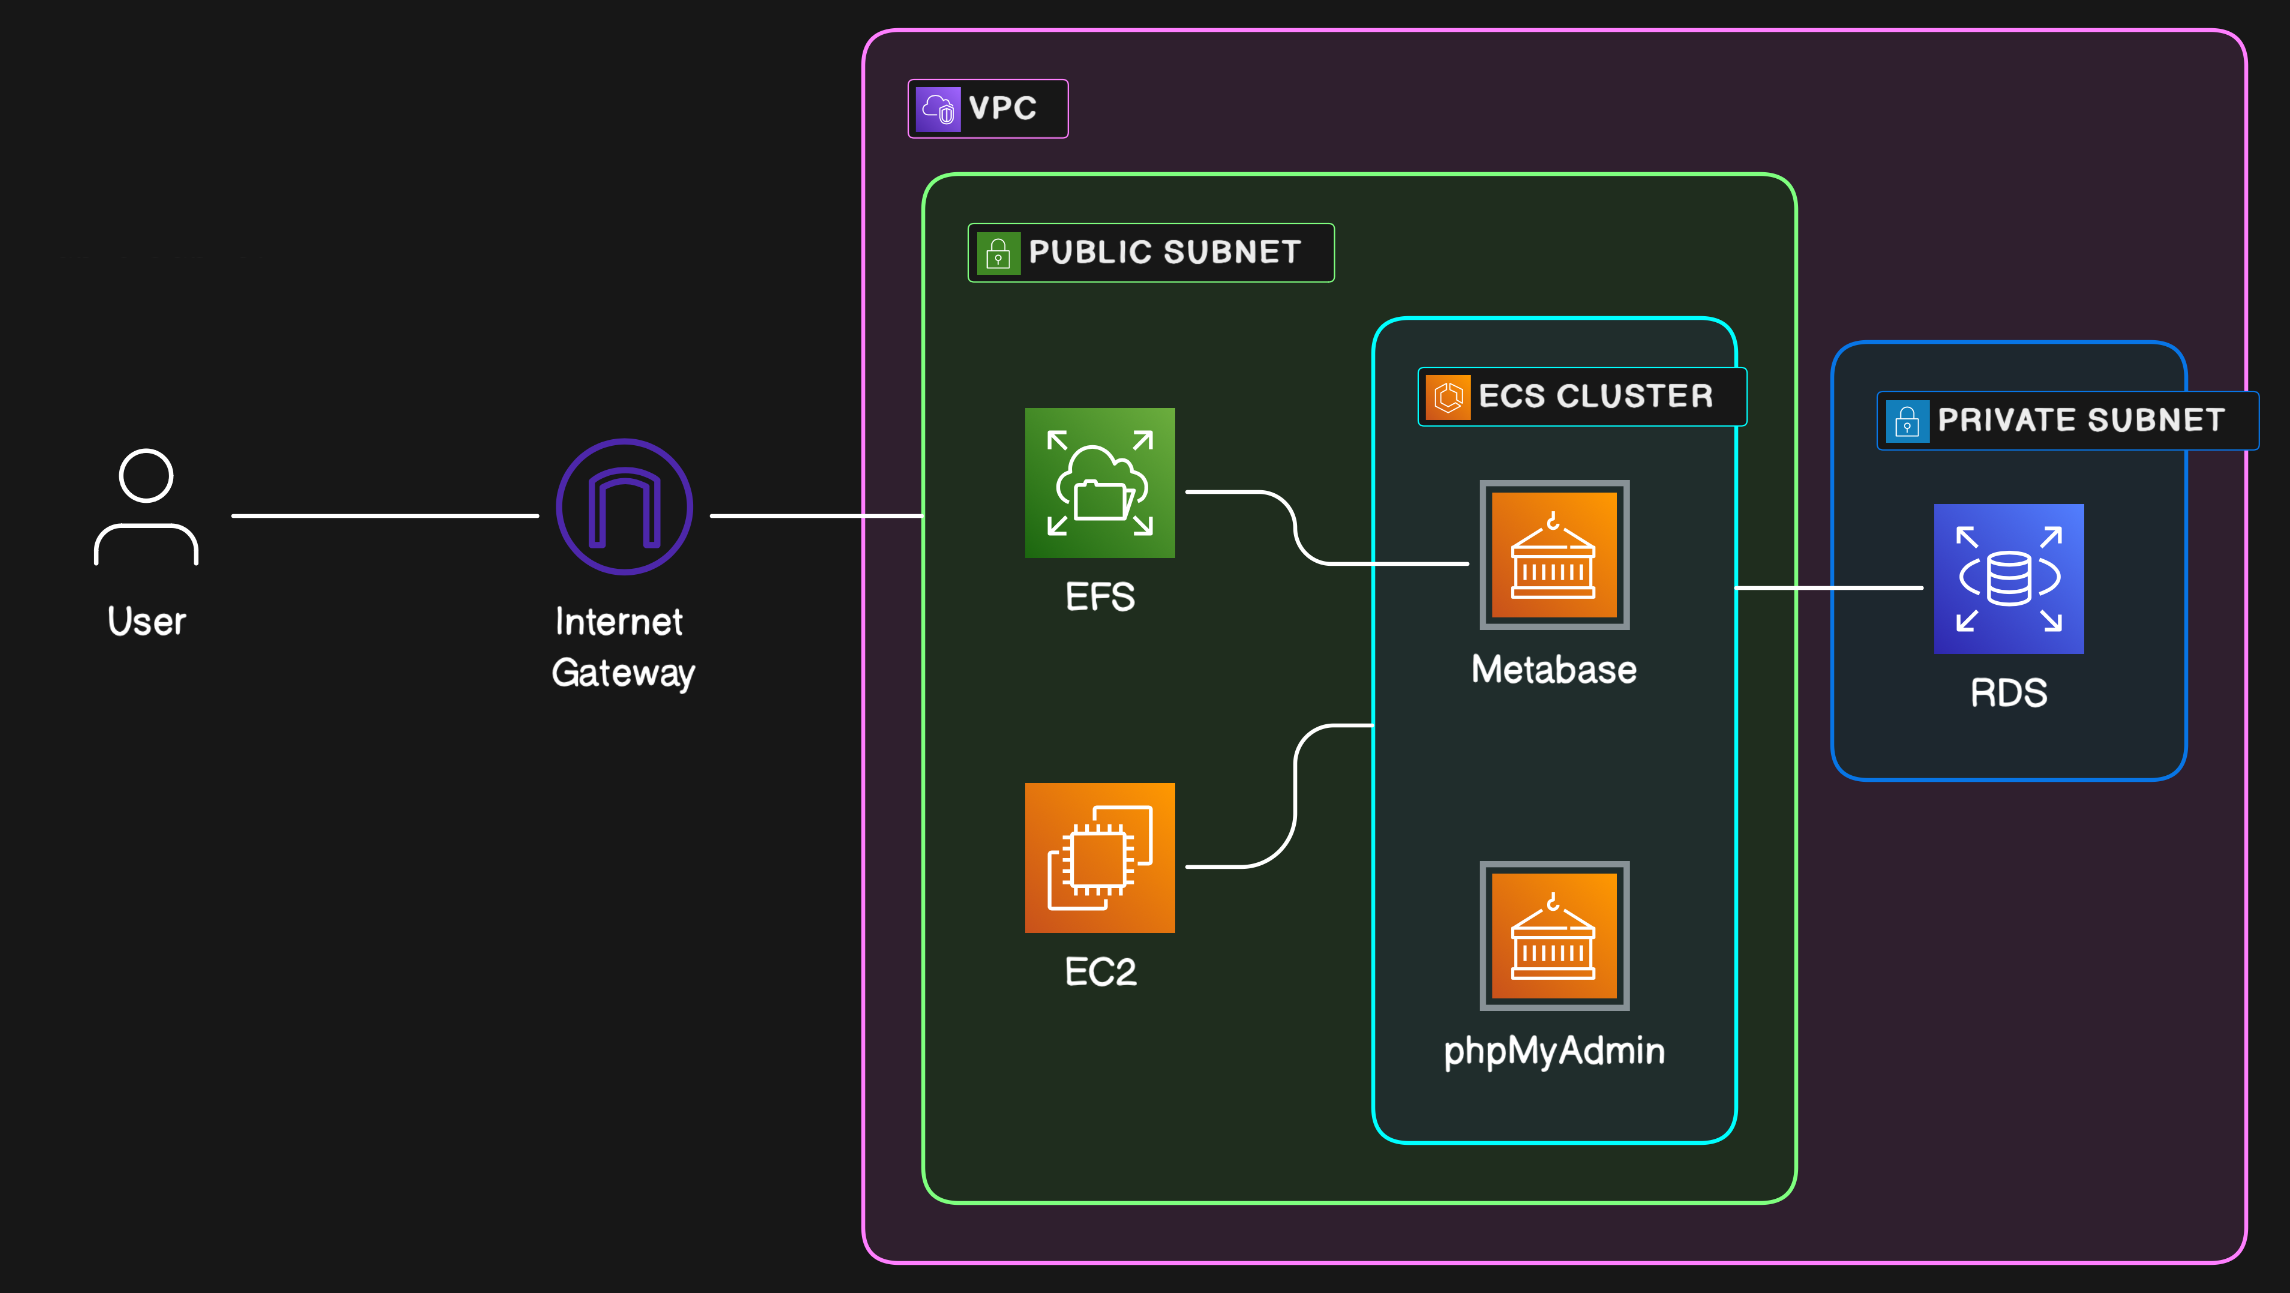 VPC
PUBLIC SUBNET
ECS CLUSTER
PRIVATE SUBNET
User
Internet
Gateway
EFS
Metabase
RDS
EC2
phpMyAdmin